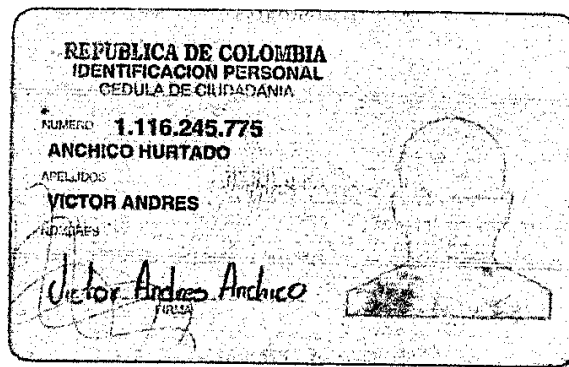 REPUBLICA DE COLOMBIA
IDENTIFICACION PERSONAL
CEDULA DE CIUDADANIA
NUMERO 1.116.245.775
ANCHICO HURTADO
APELLIDOS
VICTOR ANDRES
NOMBRES
Victor Andres Anchico
FIRMA